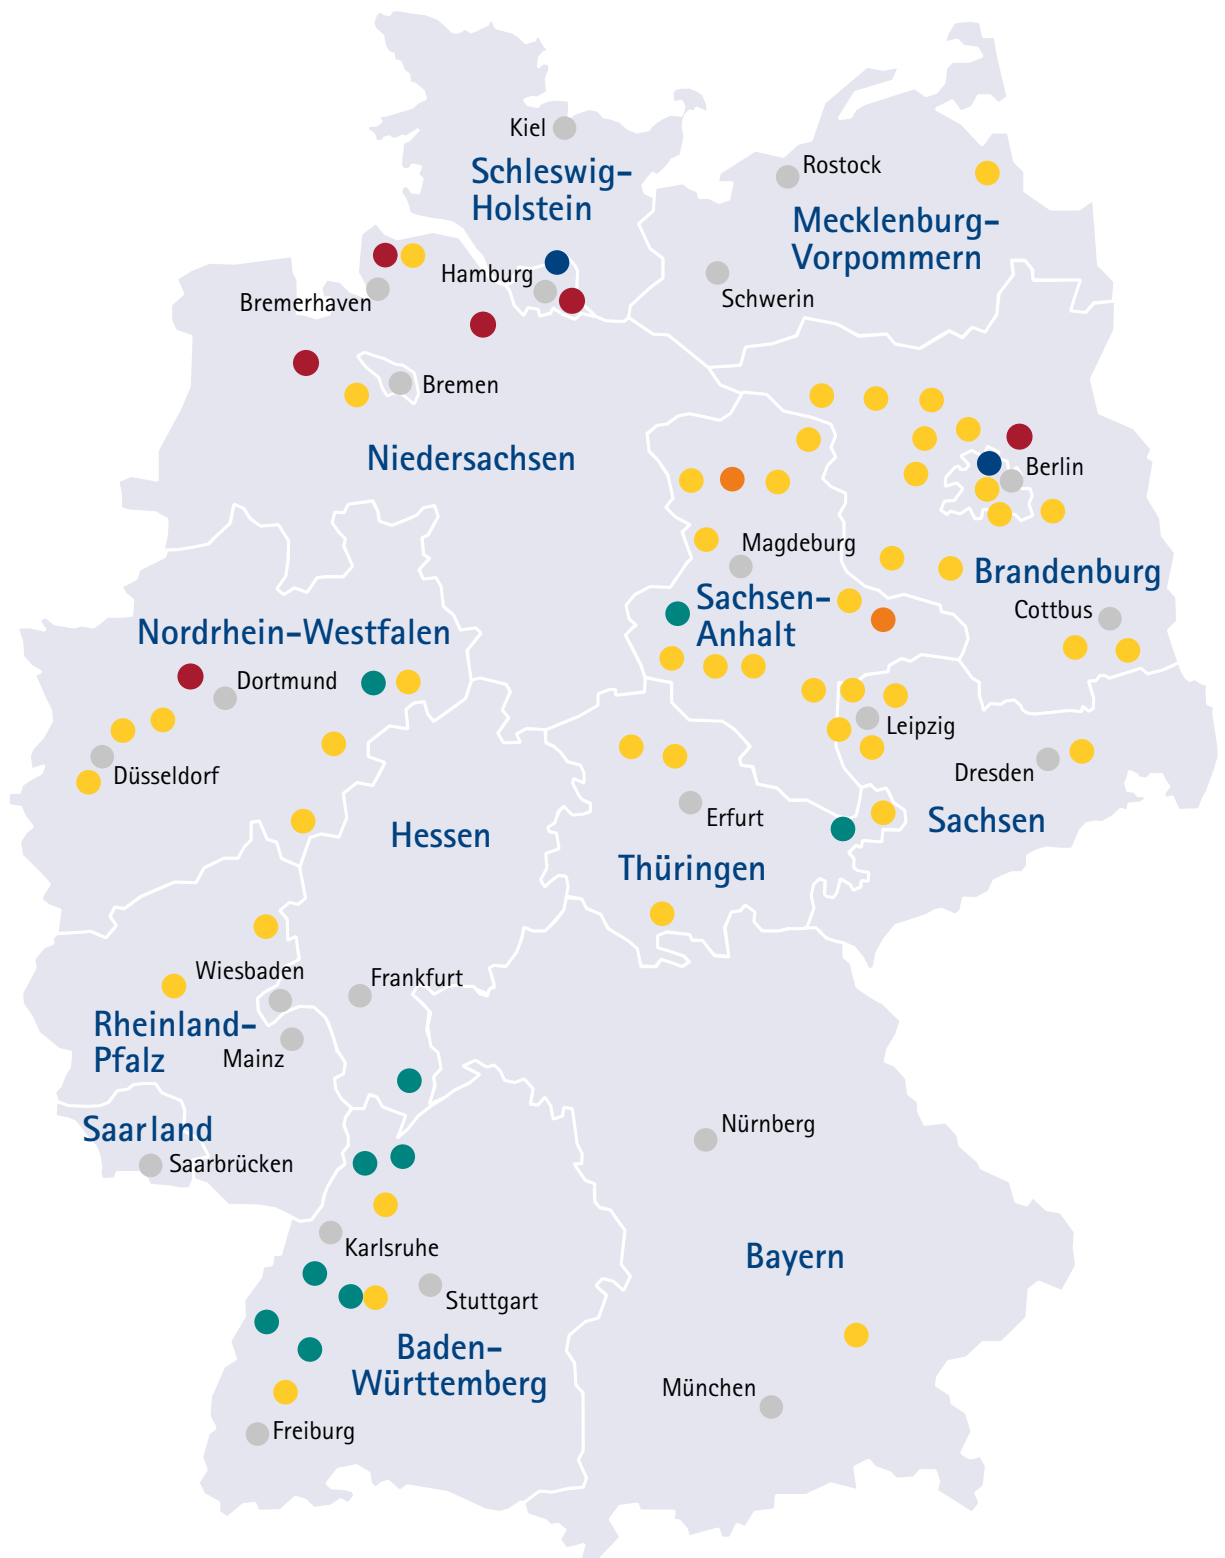 Kiel
Schleswig-
Holstein
Rostock
Mecklenburg-
Vorpommern
Hamburg
Schwerin
Bremerhaven
Bremen
Niedersachsen
Berlin
Magdeburg
Brandenburg
Sachsen-
Anhalt
Cottbus
Nordrhein-Westfalen
Dortmund
Leipzig
Düsseldorf
Dresden
Erfurt
Sachsen
Hessen
Thüringen
Wiesbaden
Frankfurt
Rheinland-
Pfalz
Mainz
Saarland
Saarbrücken
Nürnberg
Karlsruhe
Bayern
Stuttgart
Baden-
Württemberg
München
Freiburg